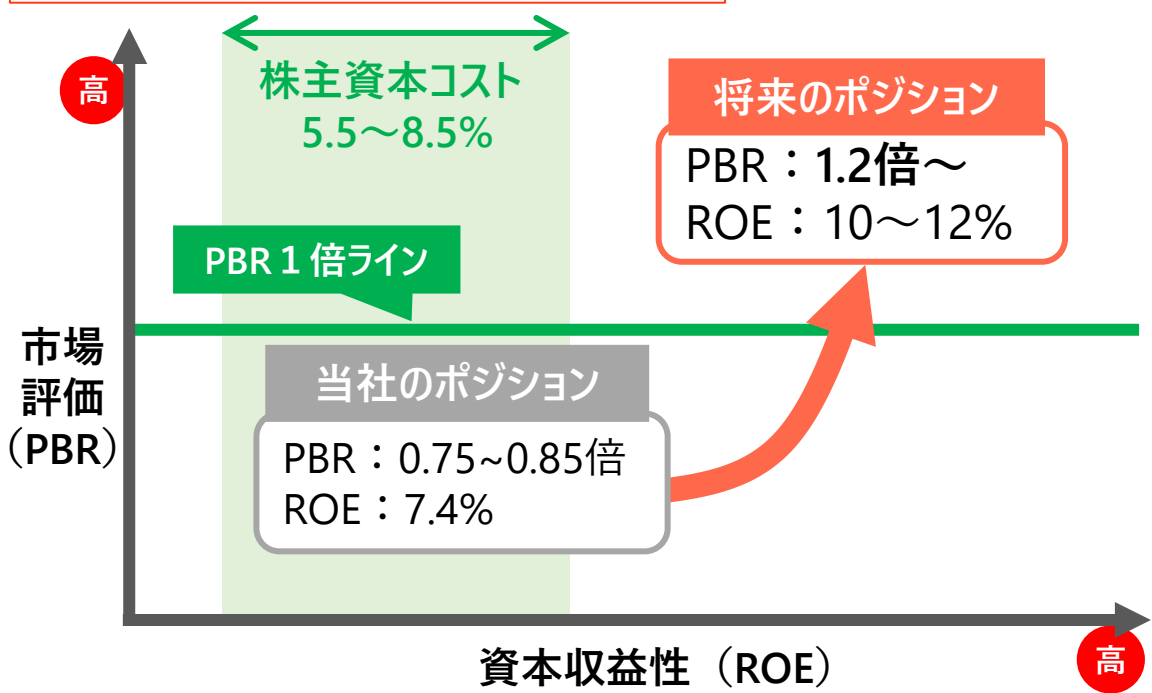 高
株主資本コスト
5.5～8.5%
将来のポジション
PBR：1.2倍～
ROE：10～12%
PBR１倍ライン
市場
評価
（PBR）
当社のポジション
PBR：0.75~0.85倍
ROE：7.4%
資本収益性（ROE）
高